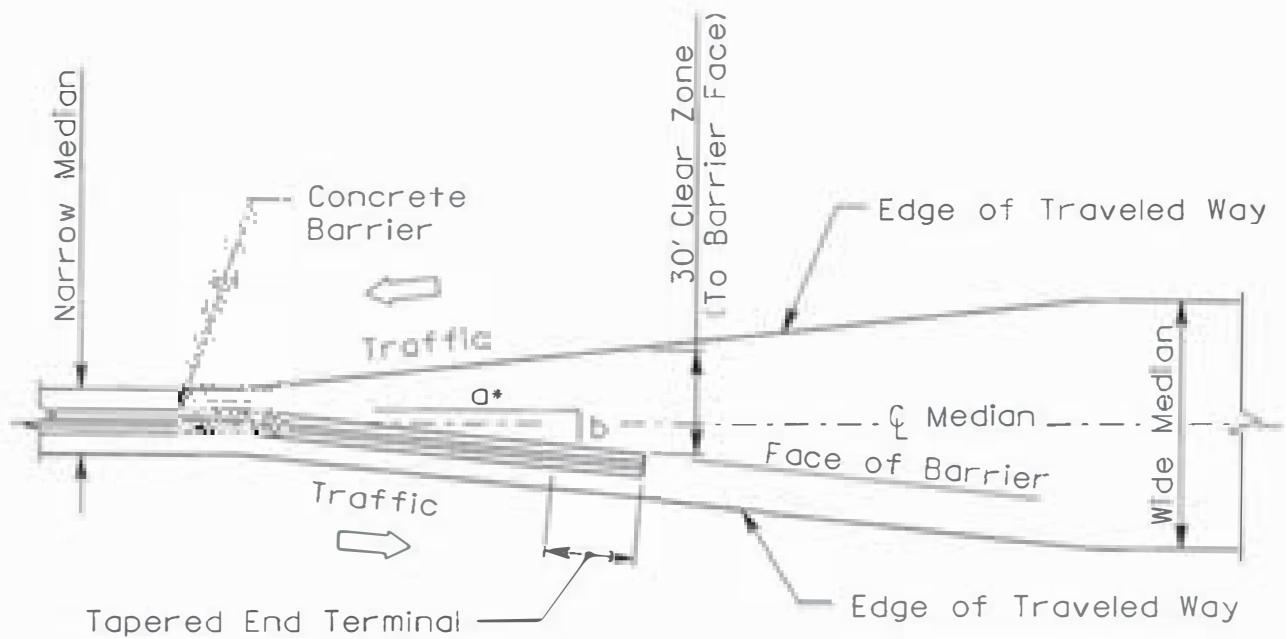 Narrow Median
Concrete
Barrier
30' Clear Zone
(To Barrier Face)
Edge of Traveled Way
Traffic
a*
b
℄ Median
Face of Barrier
Wide Median
Traffic
Tapered End Terminal
Edge of Traveled Way